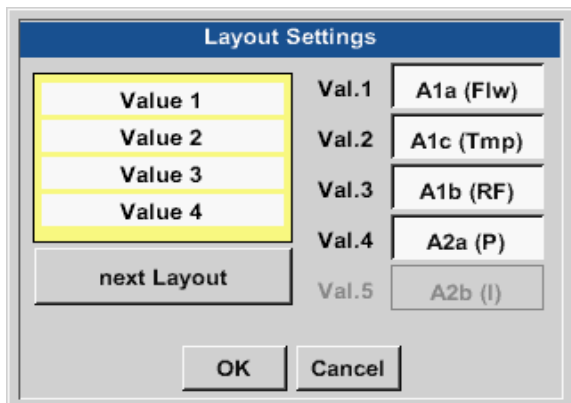 Layout Settings
Value 1
Value 2
Value 3
Value 4
next Layout
Val.1 A1a (Flw)
Val.2 A1c (Tmp)
Val.3 A1b (RF)
Val.4 A2a (P)
Val.5 A2b (I)
OK
Cancel